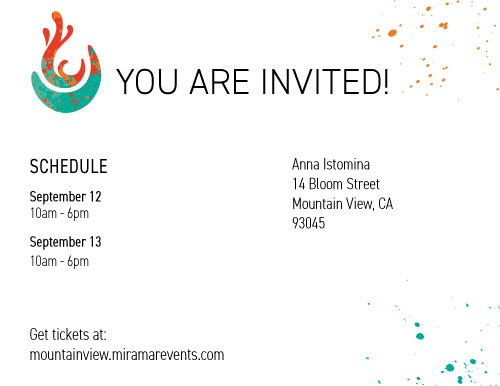 YOU ARE INVITED!
SCHEDULE
September 12
10am - 6pm
September 13
10am - 6pm
Anna Istomina
14 Bloom Street
Mountain View, CA
93045
Get tickets at:
mountainview.miramarevents.com